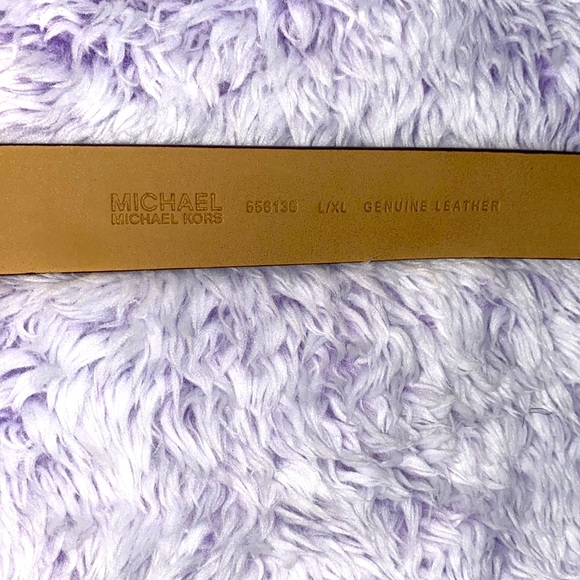 MICHAEL 656136 L/XL GENUINE LEATHER
MICHAEL KORS